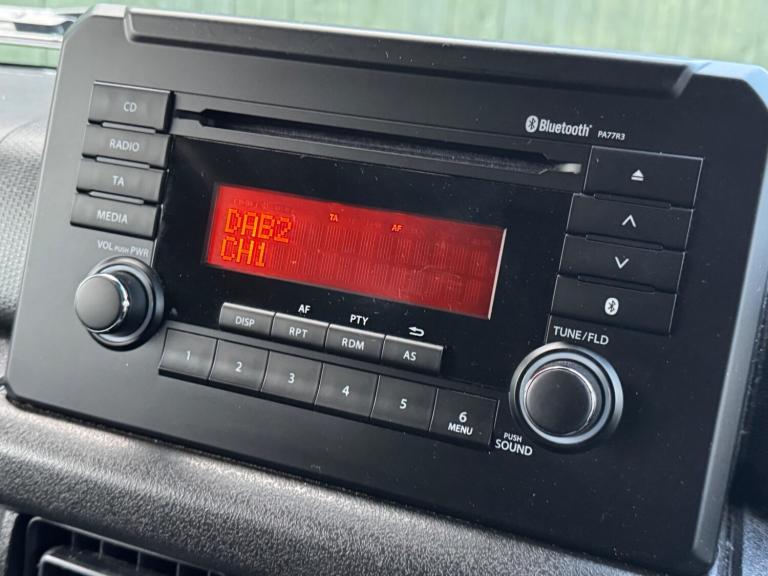 CD
Bluetooth® PA77R3
RADIO
TA
MEDIA
VOL PUSH PWR
TA AF
DAB2
CH1
AF PTY
DISP RPT RDM AS
TUNE/FLD
1 2 3 4 5 6
MENU
PUSH
SOUND